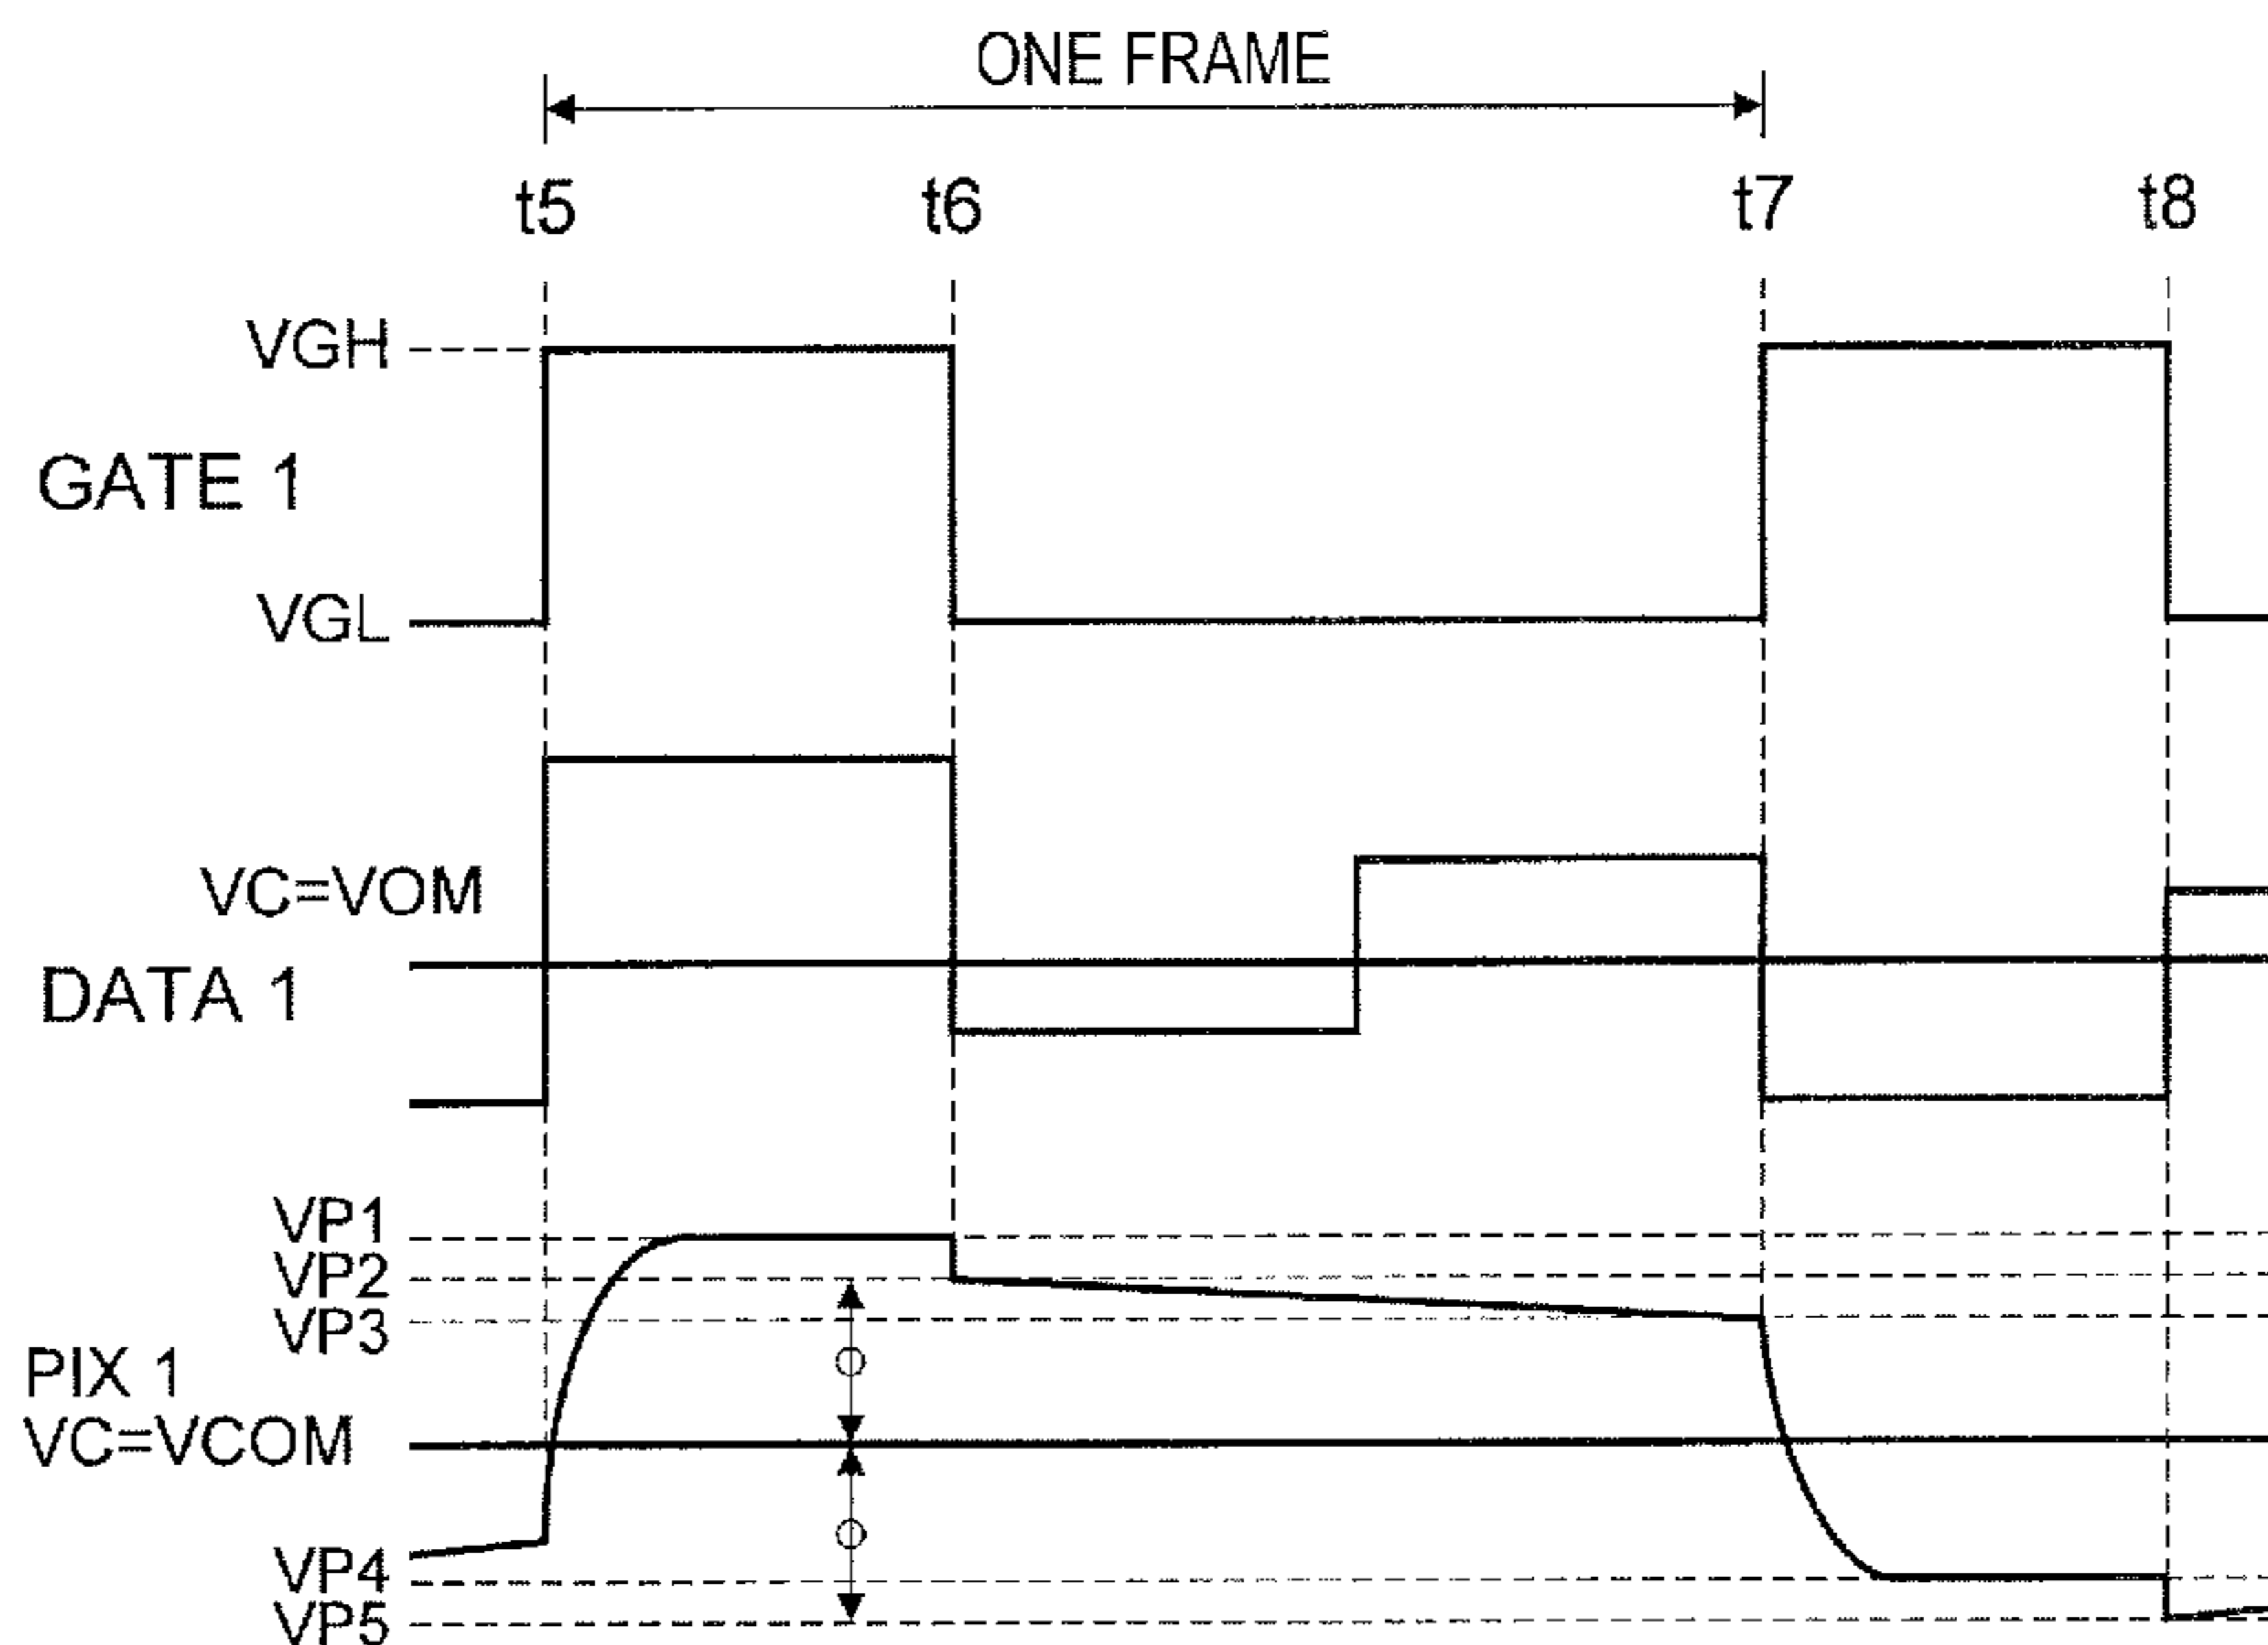 ONE FRAME
t5 t6 t7 t8
VGH
GATE 1
VGL
VC=VOM
DATA 1
VP1
VP2
VP3
PIX 1
VC=VCOM
VP4
VP5